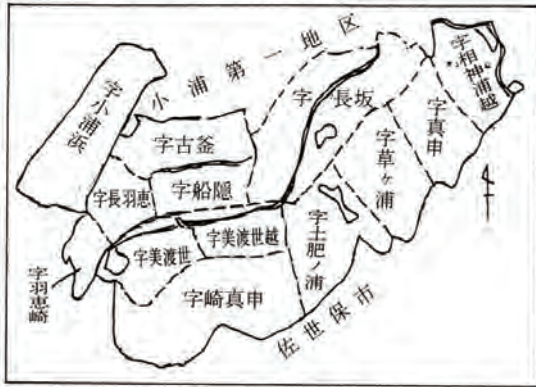 小浦第一地区
字小浦浜
字古釜
字長坂
字相神浦越
字真申
字草ヶ浦
字長羽恵
字船隠
字土肥ノ浦
字美渡世
字美渡世越
字羽恵崎
字崎真申
佐世保市